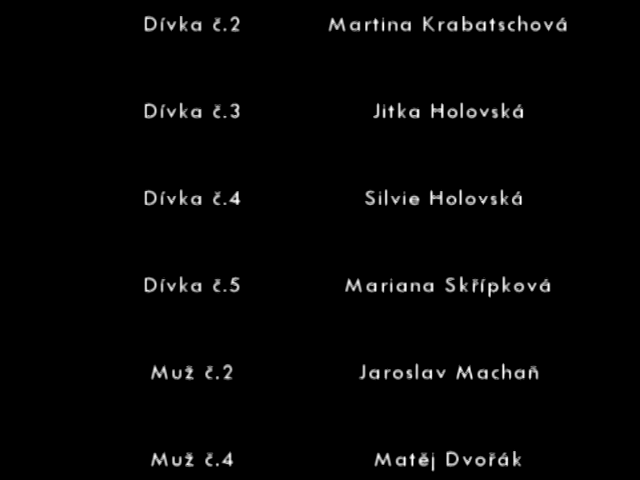 Dívka č.2 Martina Krabatschová
Dívka č.3 Jitka Holovská
Dívka č.4 Silvie Holovská
Dívka č.5 Mariana Skřípková
Muž č.2 Jaroslav Machaň
Muž č.4 Matěj Dvořák